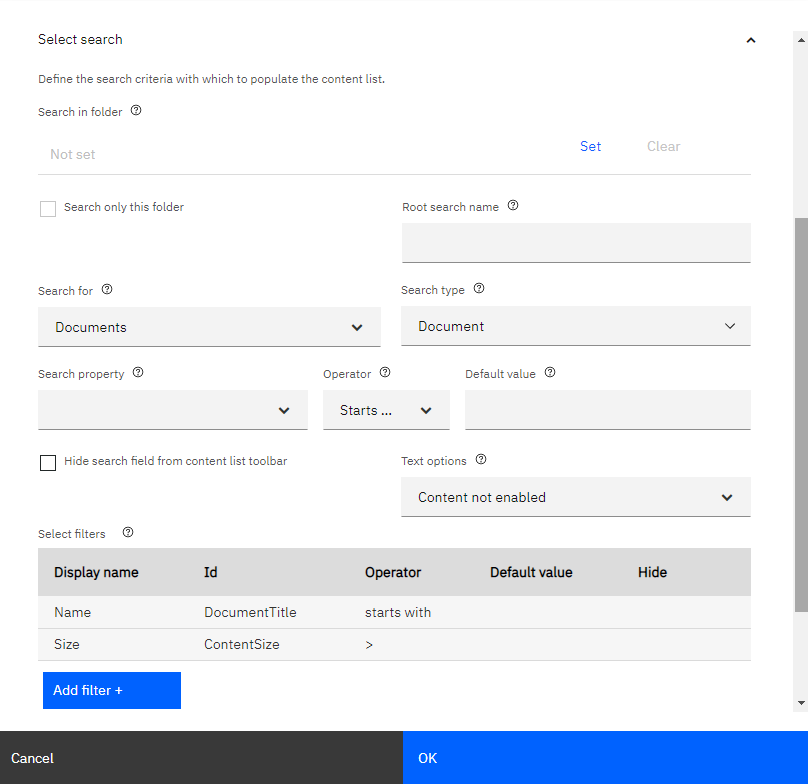 Select search
Define the search criteria with which to populate the content list.
Search in folder
Not set Set Clear
Search only this folder Root search name
Search for Search type
Documents Document
Search property Operator Default value
Starts ...
Hide search field from content list toolbar Text options
Content not enabled
Select filters
Display name Id Operator Default value Hide
Name DocumentTitle starts with
Size ContentSize >
Add filter +
Cancel OK